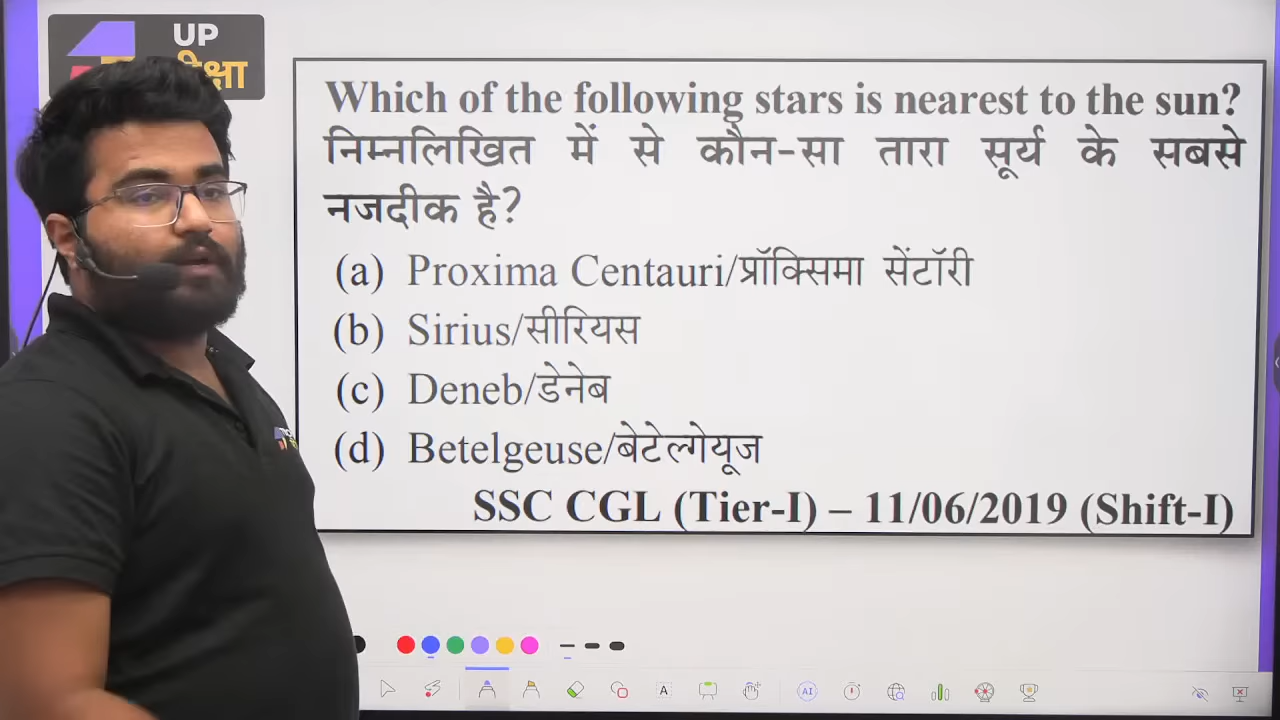 UP
Which of the following stars is nearest to the sun?
निम्नलिखित में से कौन-सा तारा सूर्य के सबसे
नजदीक है?
(a) Proxima Centauri/प्रॉक्सिमा सेंटॉरी
(b) Sirius/सीरियस
(c) Deneb/डेनेब
(d) Betelgeuse/बेटेल्गेयूज
SSC CGL (Tier-I) – 11/06/2019 (Shift-I)
A
AI